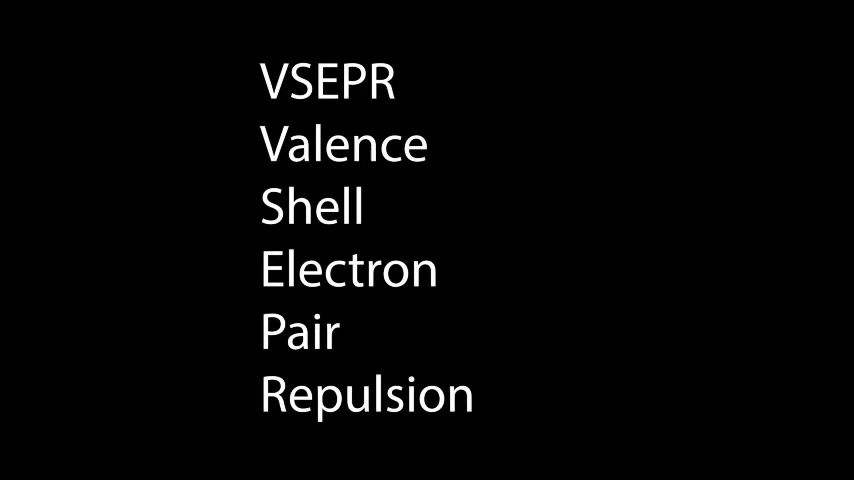 VSEPR
Valence
Shell
Electron
Pair
Repulsion